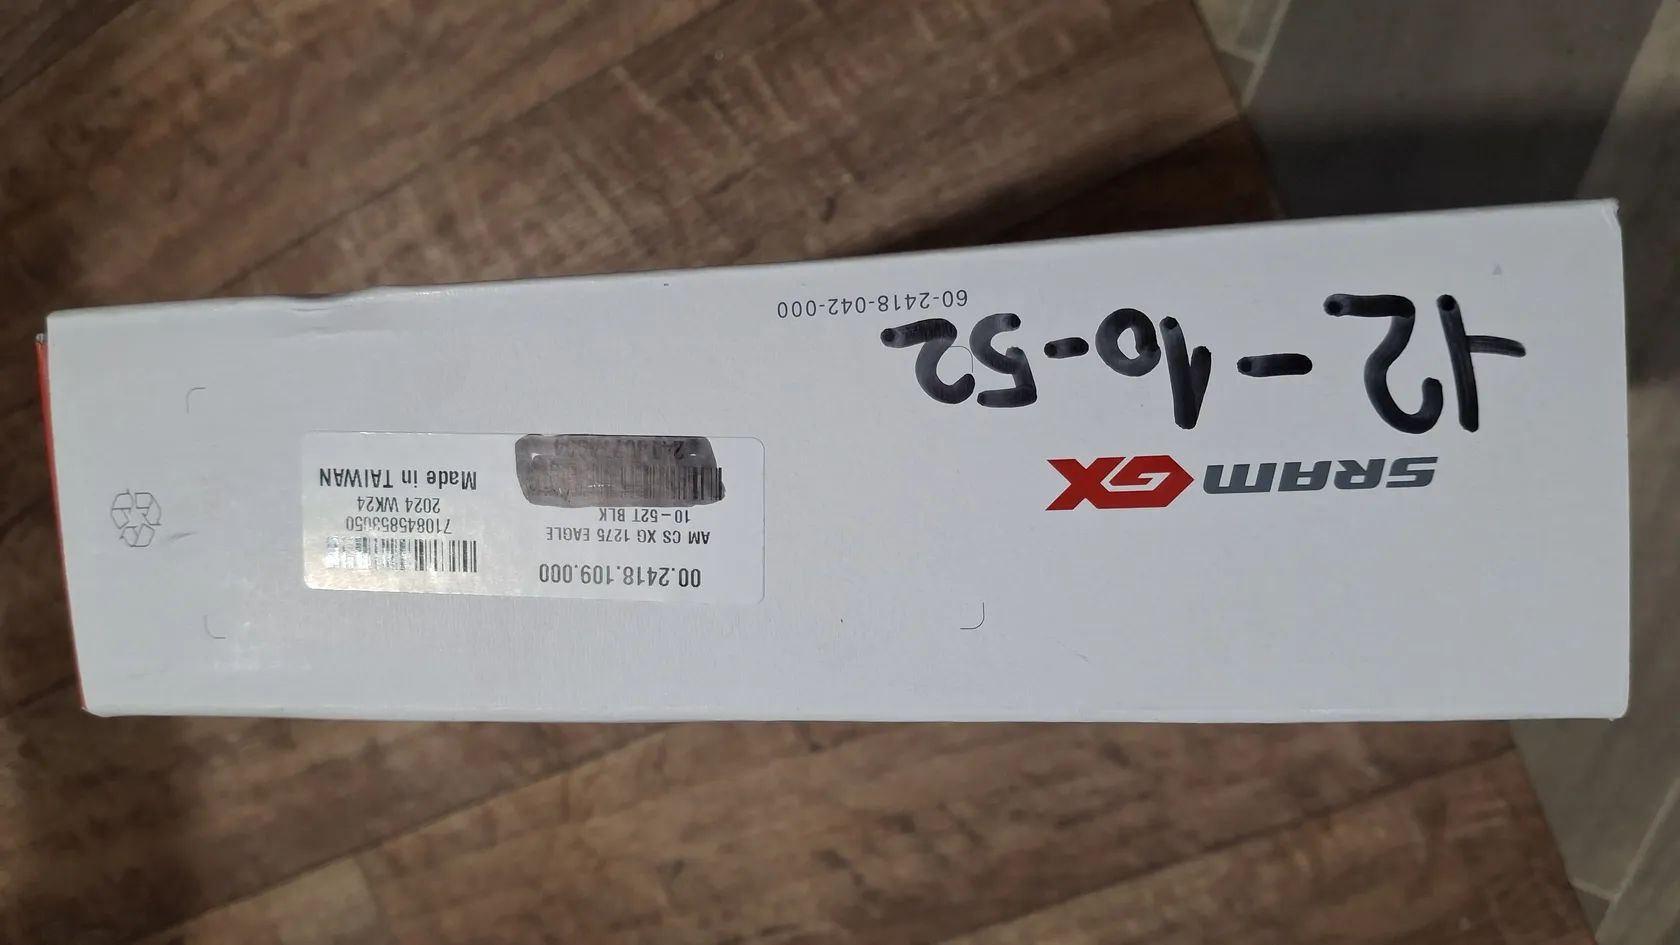 12 - 10-52
60-2418-042-000
SRAM GX
00.2418.109.000
AM CS XG 1275 EAGLE
10-52T BLK
710845853050
2024 WK24
Made in TAIWAN